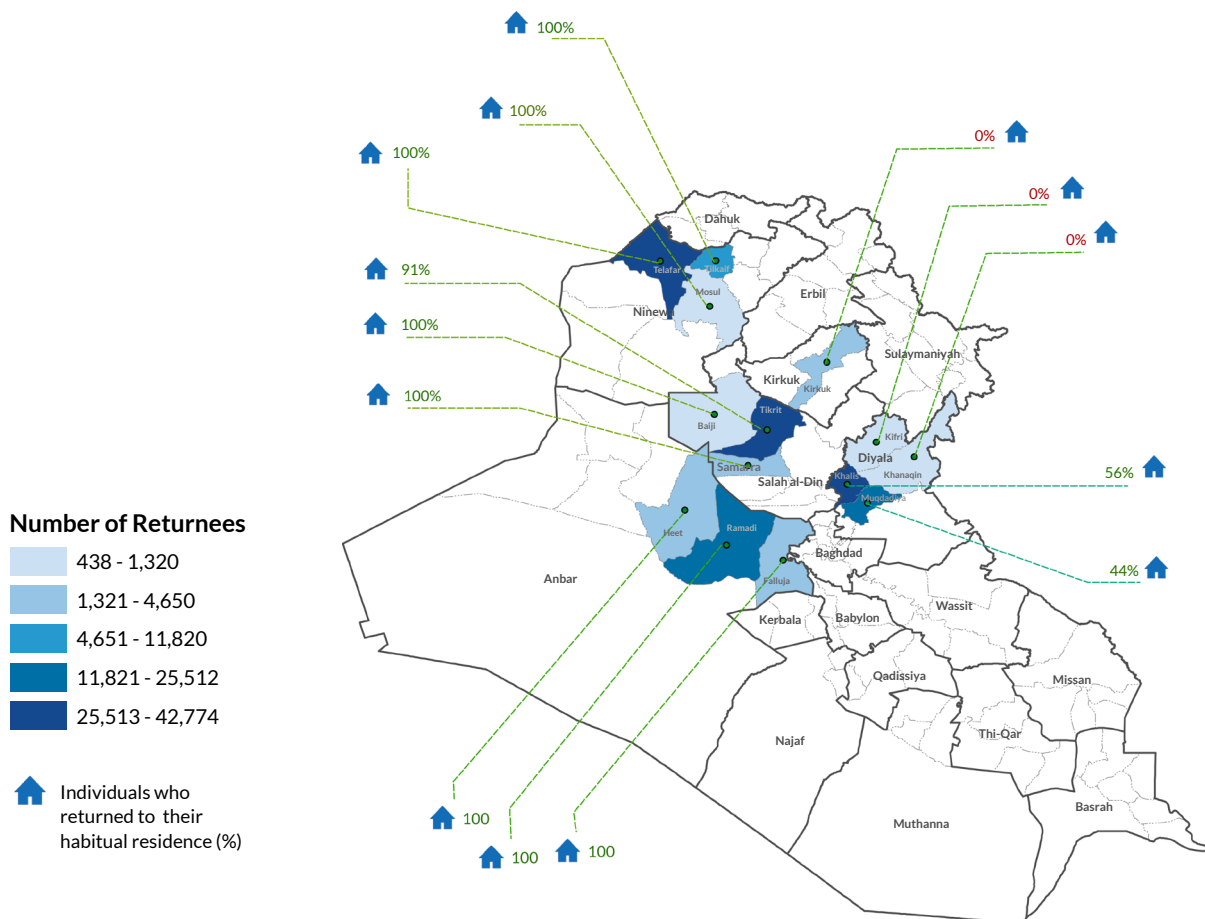 100%
100%
0%
100%
0%
0%
Dahuk
Telafar
Tilkaif
91%
Mosul
Erbil
Ninewa
100%
Sulaymaniyah
Kirkuk
Kirkuk
100%
Tikrit
Baiji
Kifri
Diyala
Samarra
Khanaqin
Salah al-Din
Khalis
56%
Muqdadiya
Number of Returnees
438 - 1,320
1,321 - 4,650
4,651 - 11,820
11,821 - 25,512
25,513 - 42,774
Heet
Ramadi
Baghdad
44%
Anbar
Falluja
Wassit
Kerbala
Babylon
Qadissiya
Missan
Thi-Qar
Najaf
Basrah
Muthanna
Individuals who
returned to their
habitual residence (%)
100
100
100